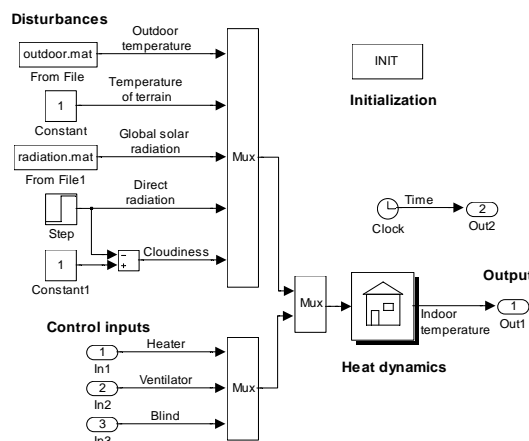 Disturbances
Outdoor
temperature
outdoor.mat
From File
INIT
Initialization
Temperature
of terrain
1
Constant
Global solar
radiation
radiation.mat
From File1
Mux
Direct
radiation
Step
Time
Clock
2
Out2
−
+
Cloudiness
1
Constant1
Mux
Output
1
Out1
Indoor
temperature
Heat dynamics
Control inputs
Heater
1
In1
Ventilator
2
In2
Mux
Blind
3
In3